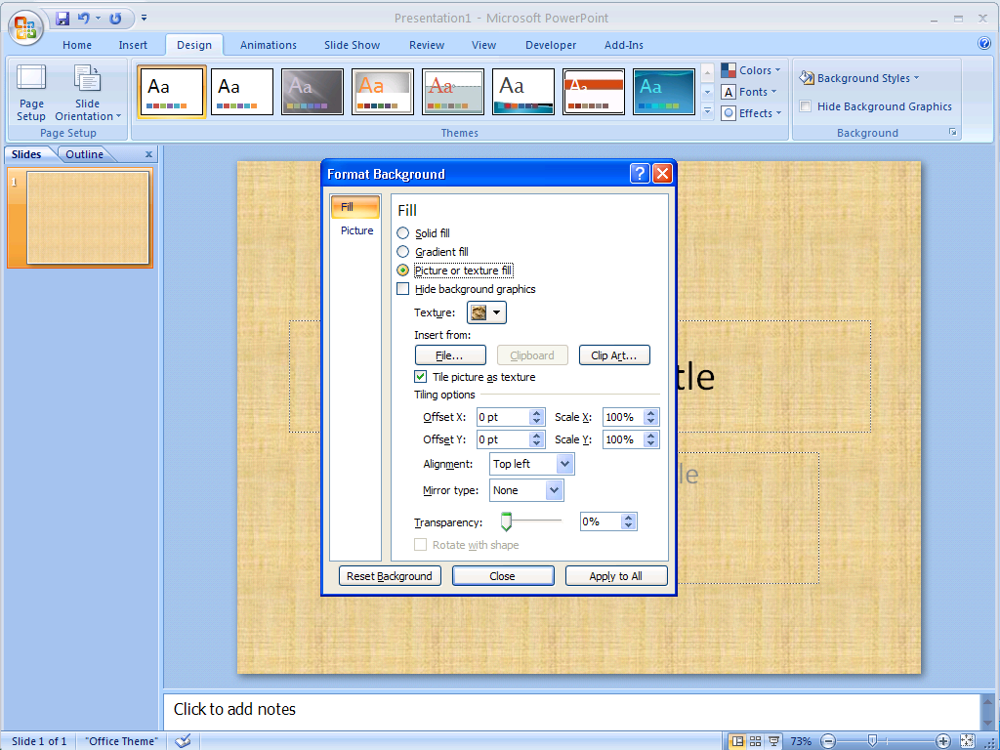 Presentation1 - Microsoft PowerPoint
Home Insert Design Animations Slide Show Review View Developer Add-Ins
Page Setup
Slide Orientation
Page Setup
Aa Aa Aa Aa Aa Aa Aa Aa
Themes
Colors
Fonts
Effects
Background Styles
Hide Background Graphics
Background
Slides Outline x
1
Format Background
Fill
Picture
Fill
Solid fill
Gradient fill
Picture or texture fill
Hide background graphics
Texture:
Insert from:
File... Clipboard Clip Art...
Tile picture as texture
Tiling options
Offset X: 0 pt Scale X: 100%
Offset Y: 0 pt Scale Y: 100%
Alignment: Top left
Mirror type: None
Transparency: 0%
Rotate with shape
Reset Background Close Apply to All
tle
le
Click to add notes
Slide 1 of 1 "Office Theme" 73%